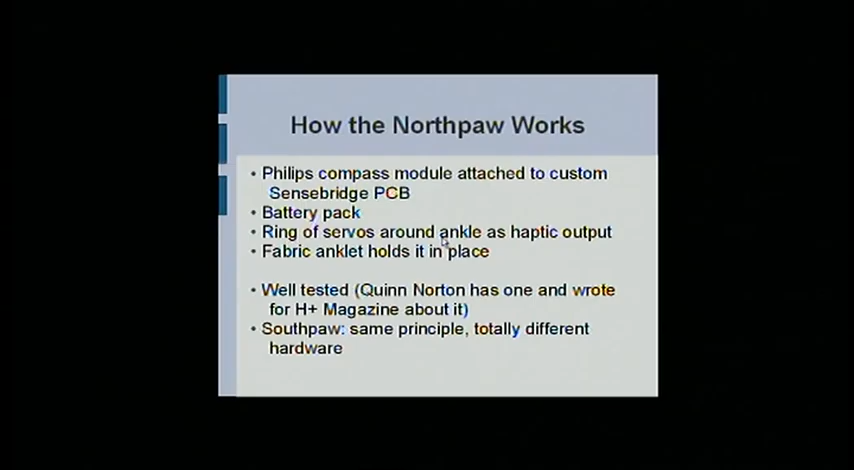 How the Northpaw Works
• Philips compass module attached to custom
Sensebridge PCB
• Battery pack
• Ring of servos around ankle as haptic output
• Fabric anklet holds it in place
• Well tested (Quinn Norton has one and wrote
for H+ Magazine about it)
• Southpaw: same principle, totally different
hardware